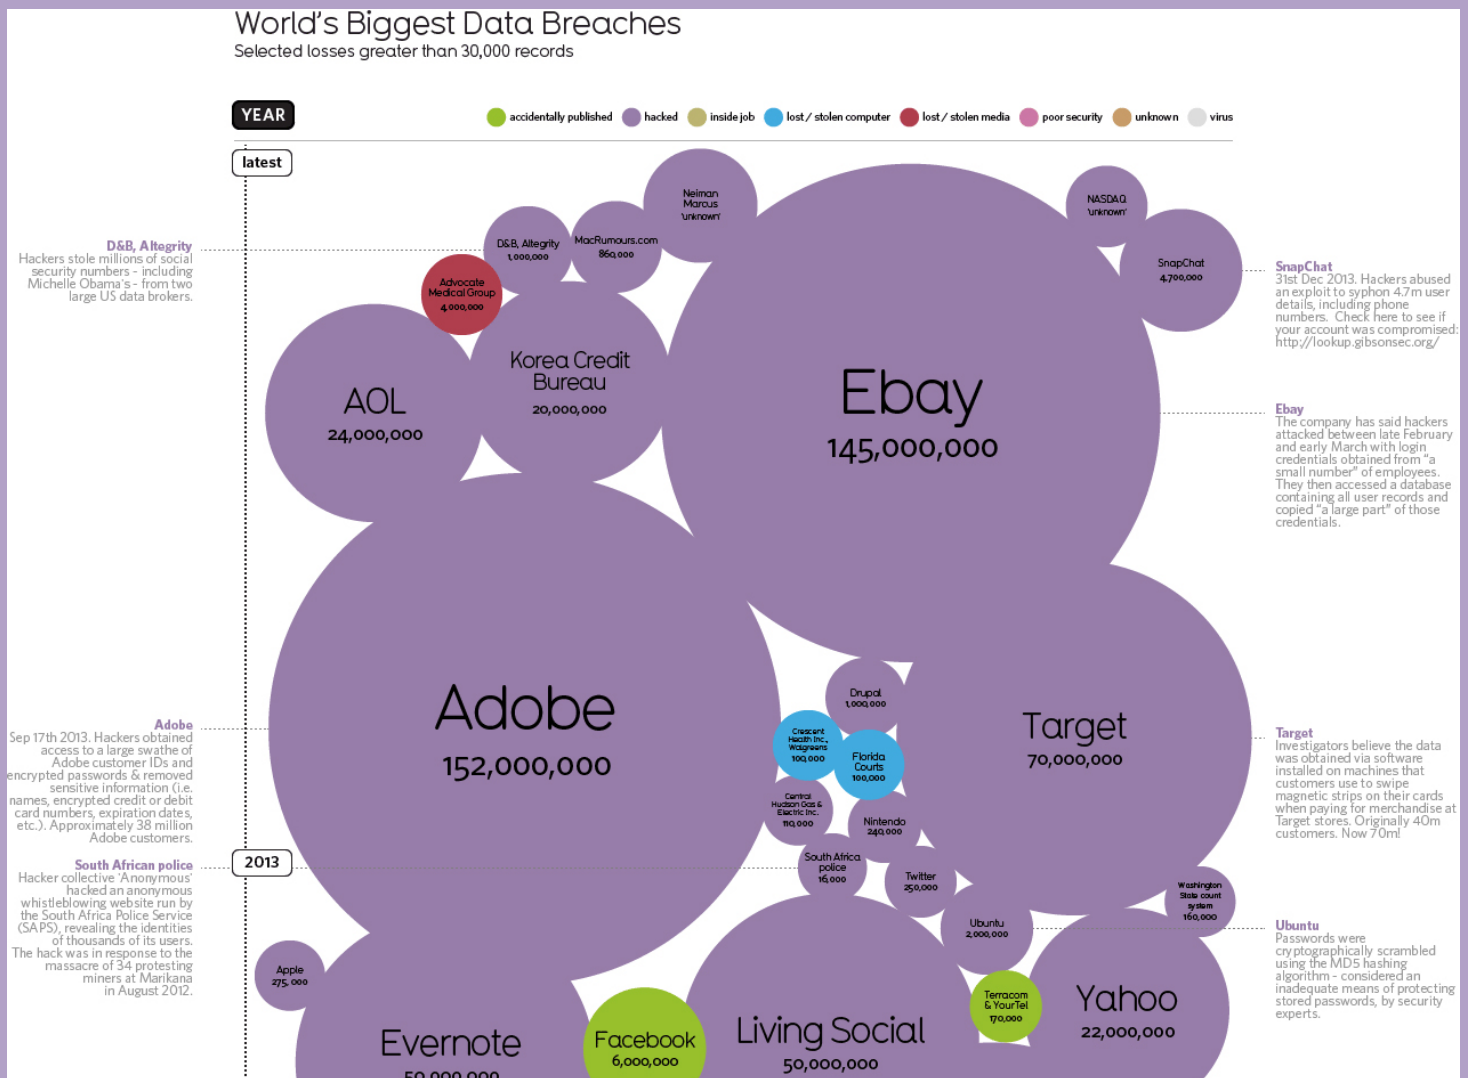 World's Biggest Data Breaches
Selected losses greater than 30,000 records
YEAR
accidentally published
hacked
inside job
lost / stolen computer
lost / stolen media
poor security
unknown
virus
latest
Neiman
Marcus
'unknown'
NASDAQ
'unknown'
D&B, Altegrity
1,000,000
MacRumours.com
860,000
SnapChat
4,700,000
Advocate
Medical Group
4,000,000
D&B, Altegrity
Hackers stole millions of social
security numbers - including
Michelle Obama's - from two
large US data brokers.
SnapChat
31st Dec 2013. Hackers abused
an exploit to syphon 4.7m user
details, including phone
numbers. Check here to see if
your account was compromised:
http://lookup.gibsonsec.org/
Korea Credit
Bureau
20,000,000
AOL
24,000,000
Ebay
145,000,000
Ebay
The company has said hackers
attacked between late February
and early March with login
credentials obtained from "a
small number" of employees.
They then accessed a database
containing all user records and
copied "a large part" of those
credentials.
Adobe
152,000,000
Drupal
1,000,000
Crescent
Health Inc.,
Walgreens
100,000
Florida
Courts
100,000
Target
70,000,000
Central
Hudson Gas &
Electric Inc.
110,000
Nintendo
240,000
Adobe
Sep 17th 2013. Hackers obtained
access to a large swathe of
Adobe customer IDs and
encrypted passwords & removed
sensitive information (i.e.
names, encrypted credit or debit
card numbers, expiration dates,
etc.). Approximately 38 million
Adobe customers.
Target
Investigators believe the data
was obtained via software
installed on machines that
customers use to swipe
magnetic strips on their cards
when paying for merchandise at
Target stores. Originally 40m
customers. Now 70m!
2013
South Africa
police
16,000
Twitter
250,000
Washington
State count
system
160,000
Ubuntu
2,000,000
South African police
Hacker collective 'Anonymous'
hacked an anonymous
whistleblowing website run by
the South Africa Police Service
(SAPS), revealing the identities
of thousands of its users.
The hack was in response to the
massacre of 34 protesting
miners at Marikana
in August 2012.
Ubuntu
Passwords were
cryptographically scrambled
using the MD5 hashing
algorithm - considered an
inadequate means of protecting
stored passwords, by security
experts.
Apple
275,000
Terracom
& YourTel
170,000
Yahoo
22,000,000
Evernote
50,000,000
Facebook
6,000,000
Living Social
50,000,000